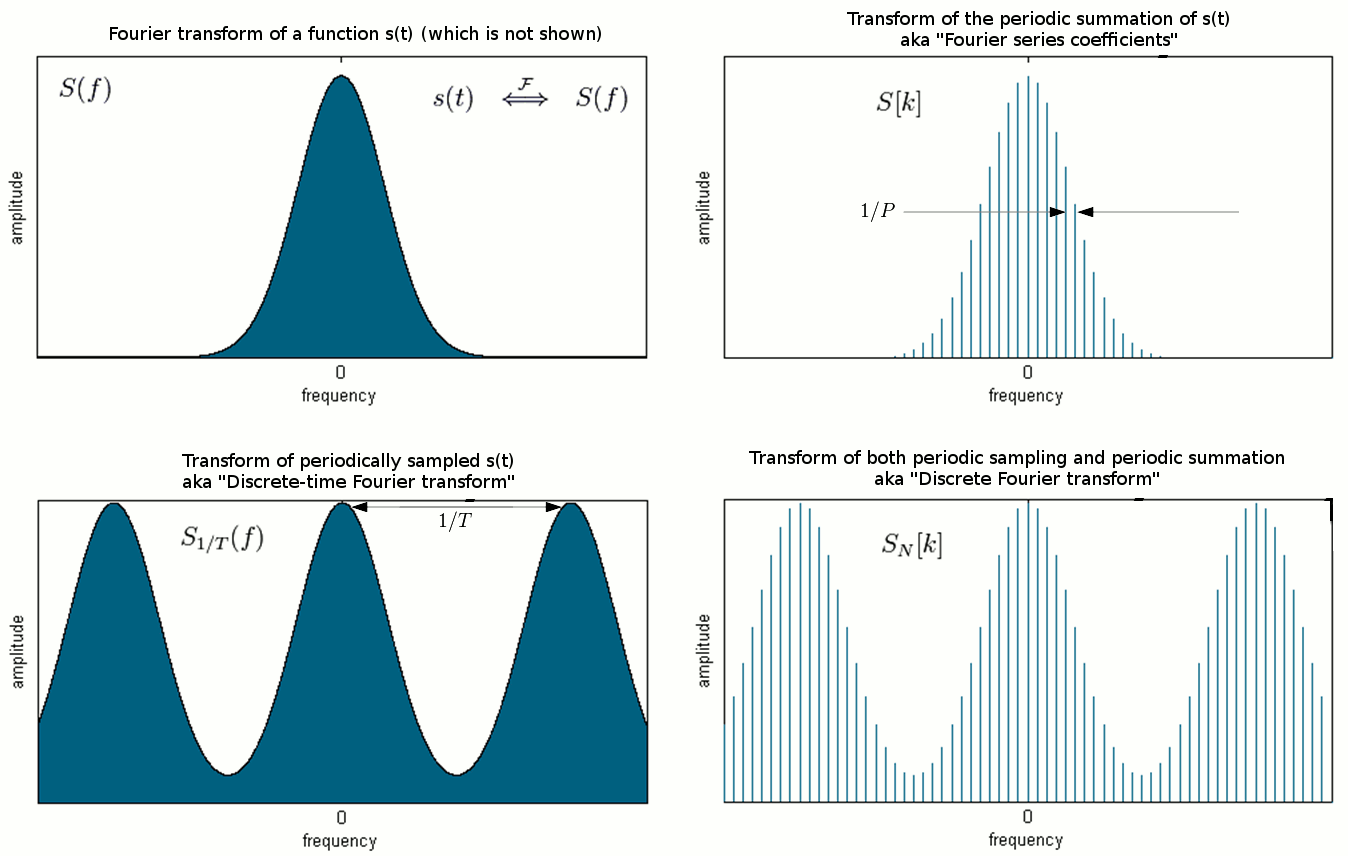 Fourier transform of a function s(t) (which is not shown)
S(f)
s(t) ⟺ S(f)
ℱ
amplitude
0
frequency
Transform of the periodic summation of s(t)
aka "Fourier series coefficients"
S[k]
1/P
amplitude
0
frequency
Transform of periodically sampled s(t)
aka "Discrete-time Fourier transform"
1/T
S1/T(f)
amplitude
0
frequency
Transform of both periodic sampling and periodic summation
aka "Discrete Fourier transform"
SN[k]
amplitude
0
frequency